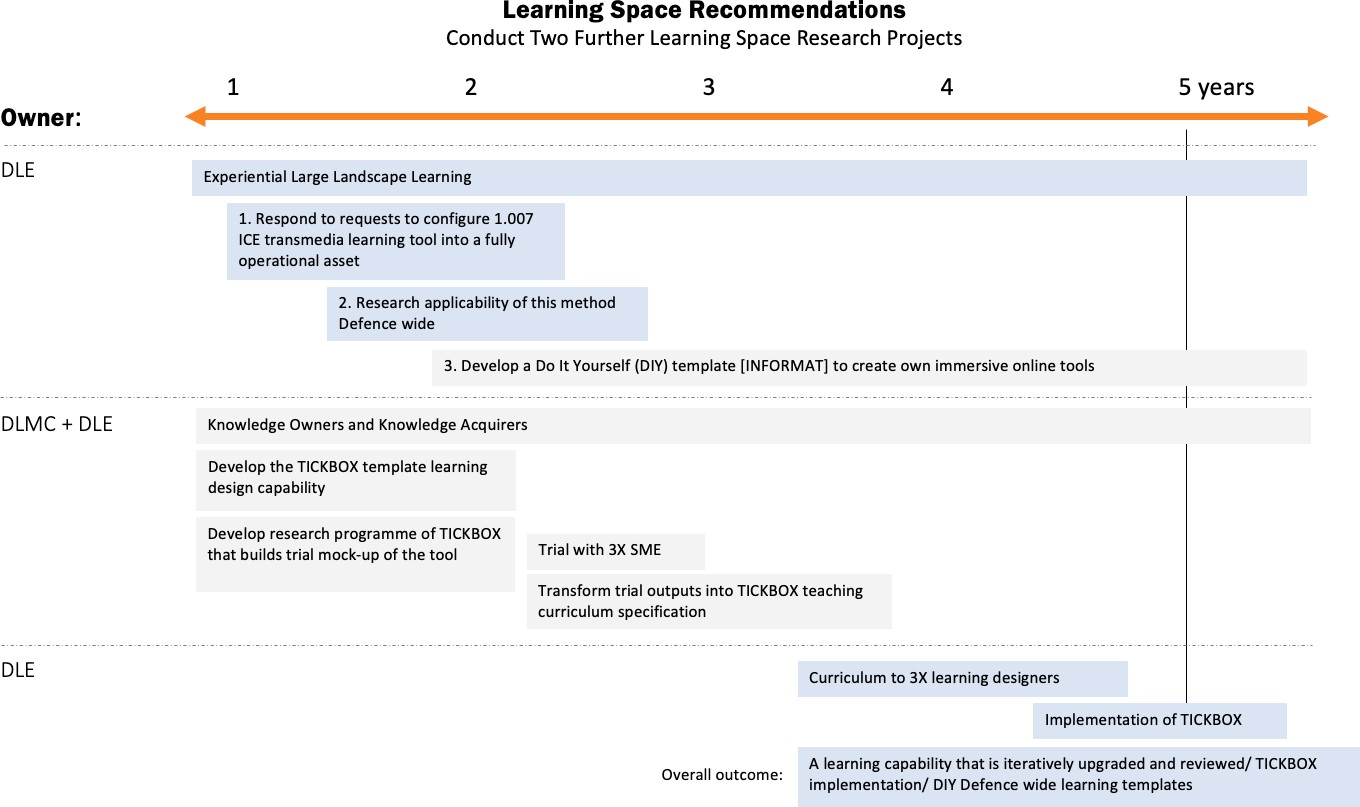 Learning Space Recommendations
Conduct Two Further Learning Space Research Projects
1 2 3 4 5 years
Owner:
DLE
Experiential Large Landscape Learning
1. Respond to requests to configure 1.007
ICE transmedia learning tool into a fully
operational asset
2. Research applicability of this method
Defence wide
3. Develop a Do It Yourself (DIY) template [INFORMAT] to create own immersive online tools
DLMC + DLE
Knowledge Owners and Knowledge Acquirers
Develop the TICKBOX template learning
design capability
Develop research programme of TICKBOX
that builds trial mock-up of the tool
Trial with 3X SME
Transform trial outputs into TICKBOX teaching
curriculum specification
DLE
Curriculum to 3X learning designers
Implementation of TICKBOX
Overall outcome:
A learning capability that is iteratively upgraded and reviewed/ TICKBOX
implementation/ DIY Defence wide learning templates